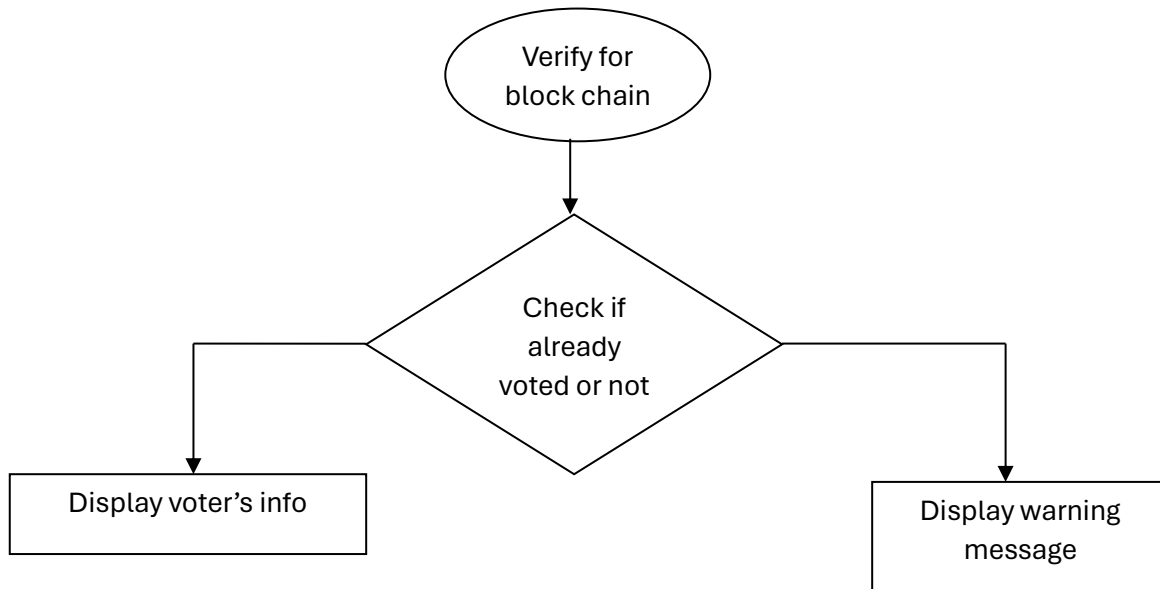 Verify for
block chain
Check if
already
voted or not
Display voter’s info
Display warning
message